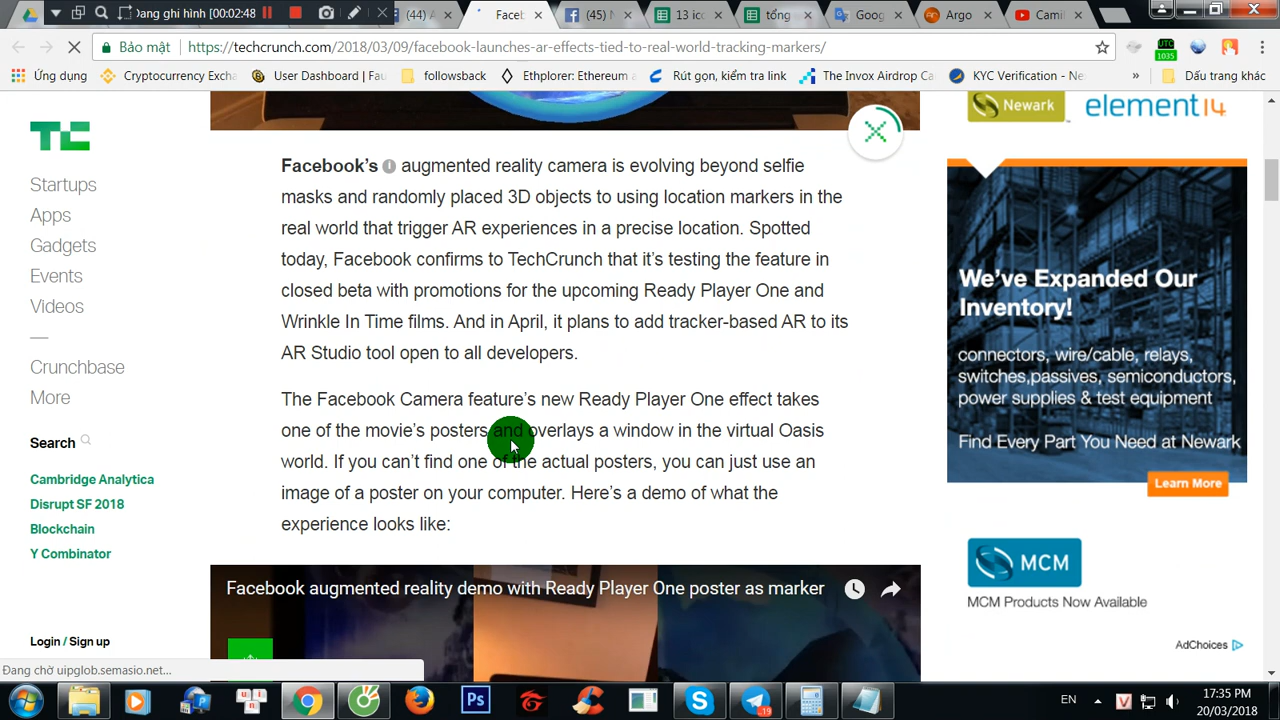 Đang ghi hình [00:02:48]
(44) A
Faceb
(45) N
13 ico
tổng
Goog
Argo
Camil
Bảo mật
https://techcrunch.com/2018/03/09/facebook-launches-ar-effects-tied-to-real-world-tracking-markers/
UTC
1035
Ứng dụng
Cryptocurrency Excha
User Dashboard | Fau
followsback
Ethplorer: Ethereum
Rút gọn, kiểm tra link
The Invox Airdrop Ca
KYC Verification - Ne
»
Dấu trang khác
TC
Startups
Apps
Gadgets
Events
Videos
—
Crunchbase
More
Search
Cambridge Analytica
Disrupt SF 2018
Blockchain
Y Combinator
Login / Sign up
Facebook’s augmented reality camera is evolving beyond selfie
masks and randomly placed 3D objects to using location markers in the
real world that trigger AR experiences in a precise location. Spotted
today, Facebook confirms to TechCrunch that it’s testing the feature in
closed beta with promotions for the upcoming Ready Player One and
Wrinkle In Time films. And in April, it plans to add tracker-based AR to its
AR Studio tool open to all developers.
The Facebook Camera feature’s new Ready Player One effect takes
one of the movie’s posters and overlays a window in the virtual Oasis
world. If you can’t find one of the actual posters, you can just use an
image of a poster on your computer. Here’s a demo of what the
experience looks like:
Facebook augmented reality demo with Ready Player One poster as marker
Newark
element14
We’ve Expanded Our
Inventory!
connectors, wire/cable, relays,
switches,passives, semiconductors,
power supplies & test equipment
Find Every Part You Need at Newark
Learn More
MCM
MCM Products Now Available
AdChoices
Đang chờ uipglob.semasio.net...
Ps
19
EN
17:35 PM
20/03/2018